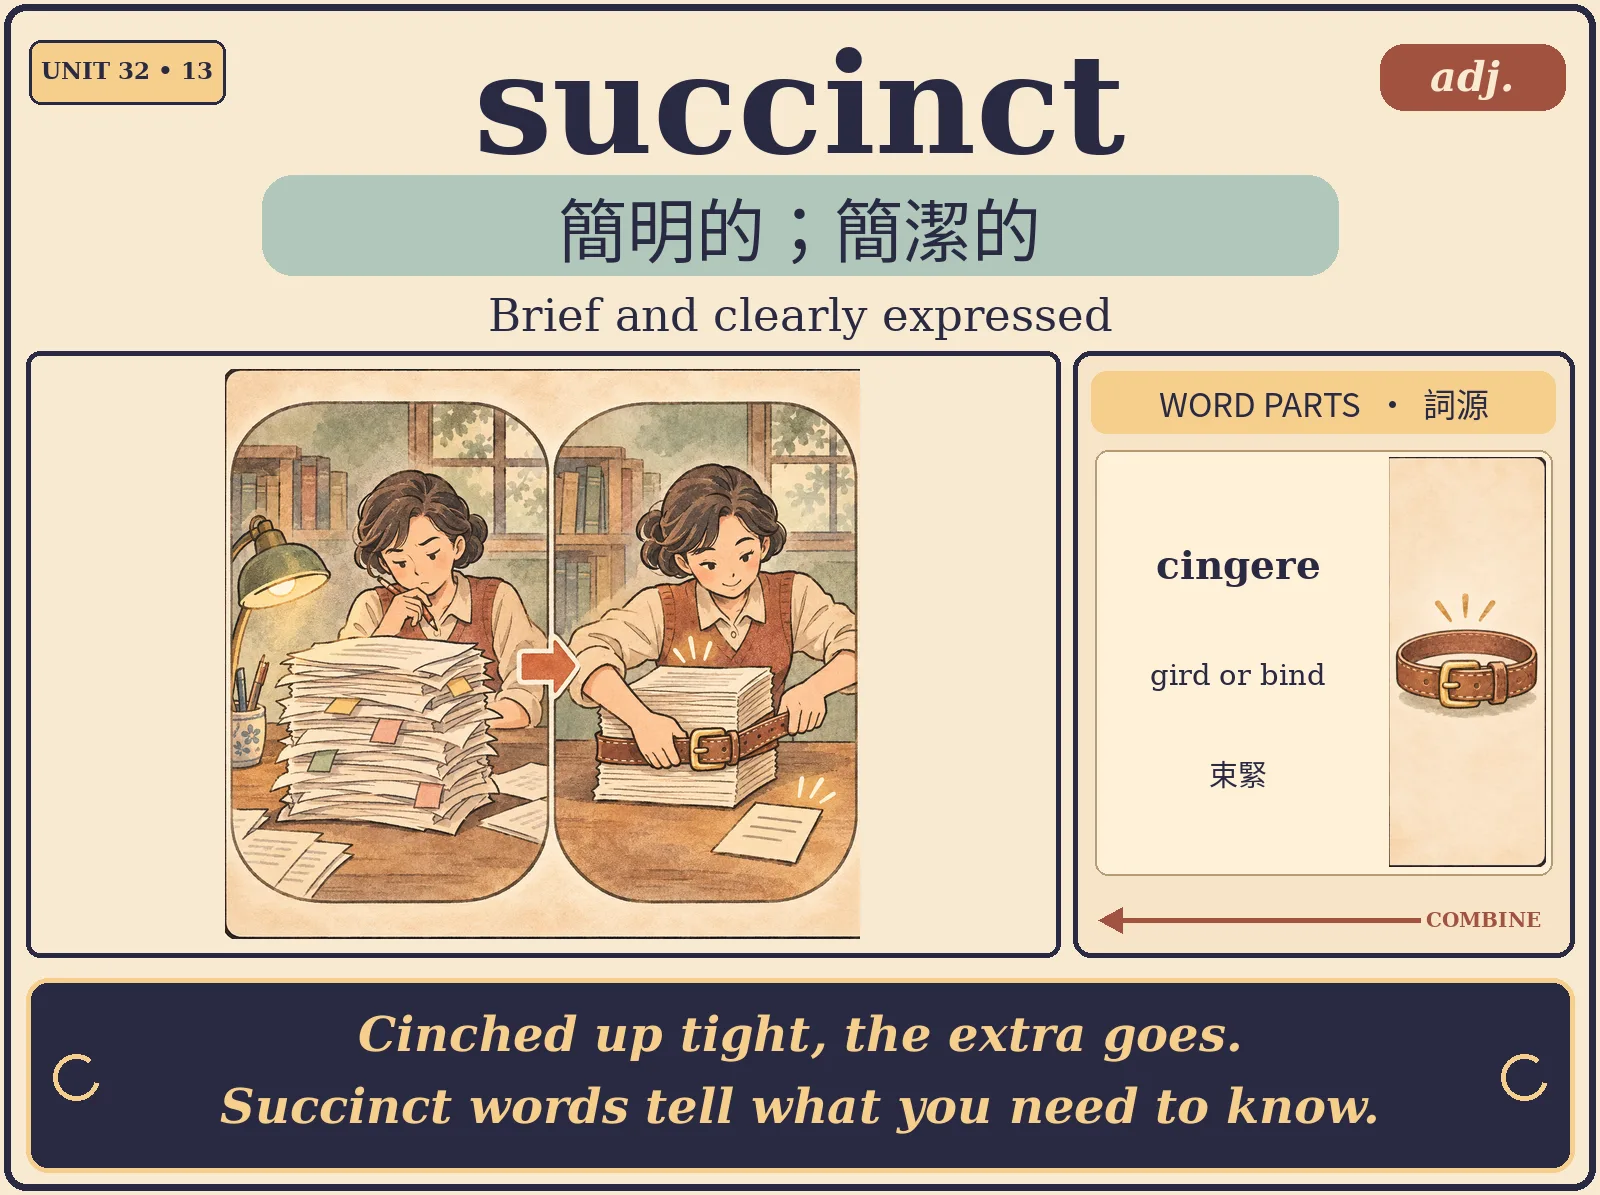 UNIT 32 • 13
succinct
adj.
簡明的；簡潔的
Brief and clearly expressed
WORD PARTS ・ 詞源
cingere
gird or bind
束緊
COMBINE
Cinched up tight, the extra goes.
Succinct words tell what you need to know.